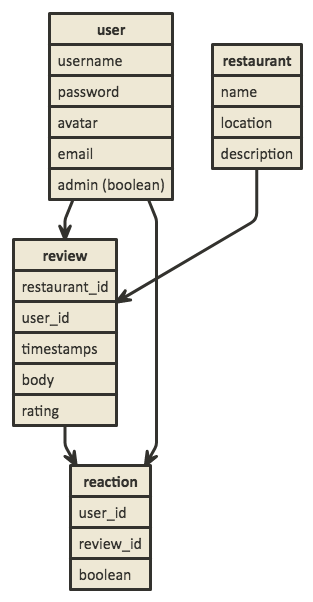 user
username
password
avatar
email
admin (boolean)
restaurant
name
location
description
review
restaurant_id
user_id
timestamps
body
rating
reaction
user_id
review_id
boolean